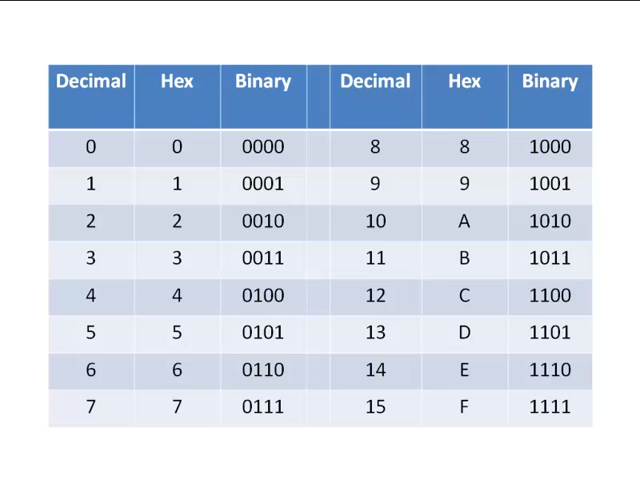 Decimal Hex Binary Decimal Hex Binary
0 0 0000 8 8 1000
1 1 0001 9 9 1001
2 2 0010 10 A 1010
3 3 0011 11 B 1011
4 4 0100 12 C 1100
5 5 0101 13 D 1101
6 6 0110 14 E 1110
7 7 0111 15 F 1111